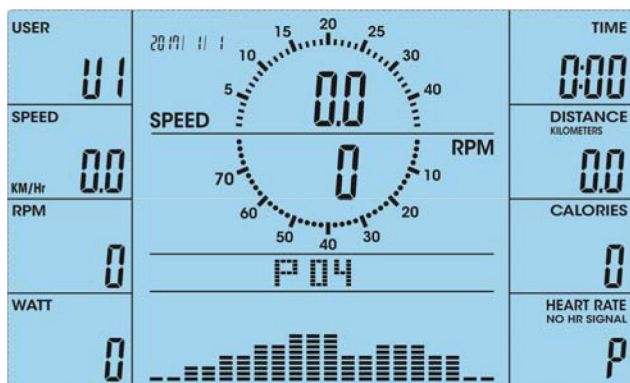 USER
U1
SPEED
KM/Hr 0.0
RPM
0
WATT
0
2017/ 1/ 1
5 10 15 20 25 30 40
SPEED 0.0
RPM
0
70 60 50 40 30 20 10
P04
TIME
0:00
DISTANCE
KILOMETERS
0.0
CALORIES
0
HEART RATE
NO HR SIGNAL
P